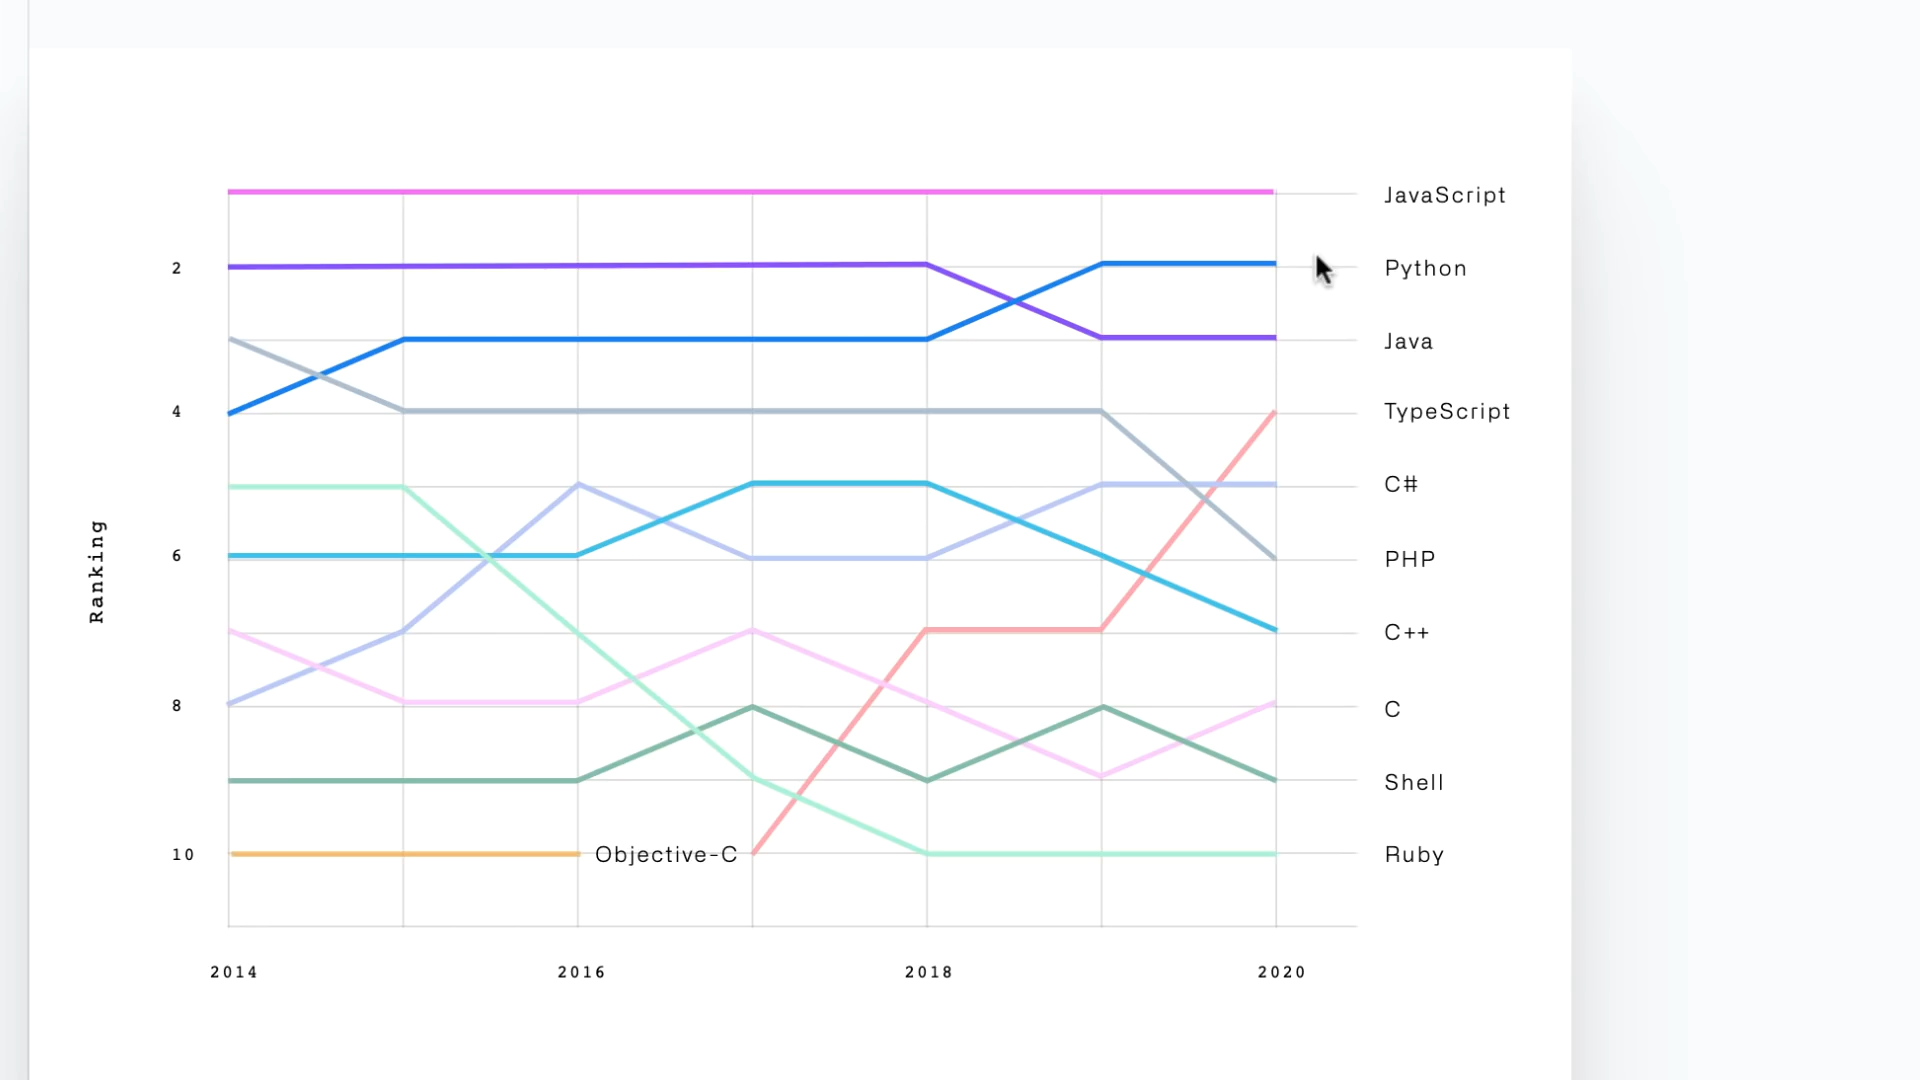 JavaScript
2
Python
Java
4
TypeScript
C#
Ranking
6
PHP
C++
8
C
Shell
10
Objective-C
Ruby
2014
2016
2018
2020